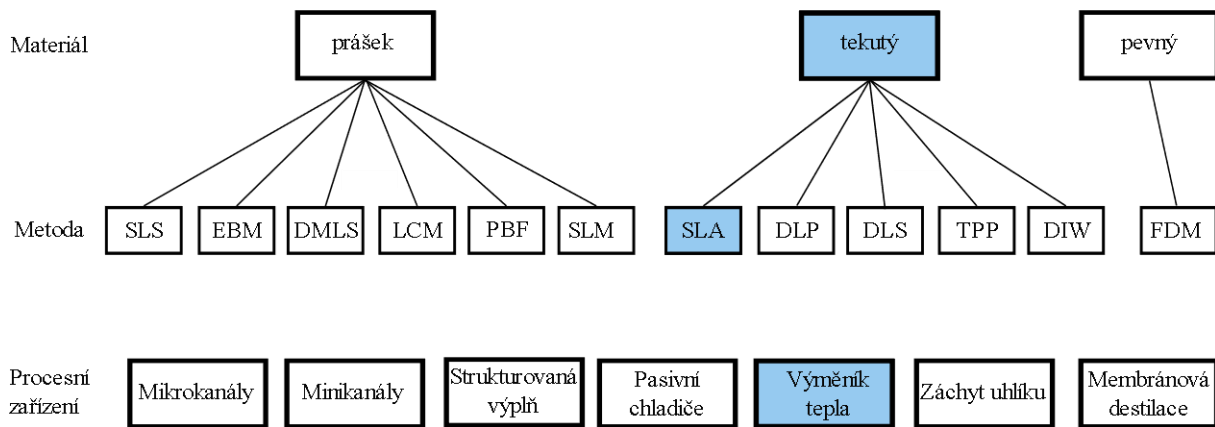 Materiál
prášek
tekutý
pevný
Metoda
SLS
EBM
DMLS
LCM
PBF
SLM
SLA
DLP
DLS
TPP
DIW
FDM
Procesní
zařízení
Mikrokanály
Minikanály
Strukturovaná
výplň
Pasivní
chladiče
Výměník
tepla
Záchyt uhlíku
Membránová
destilace